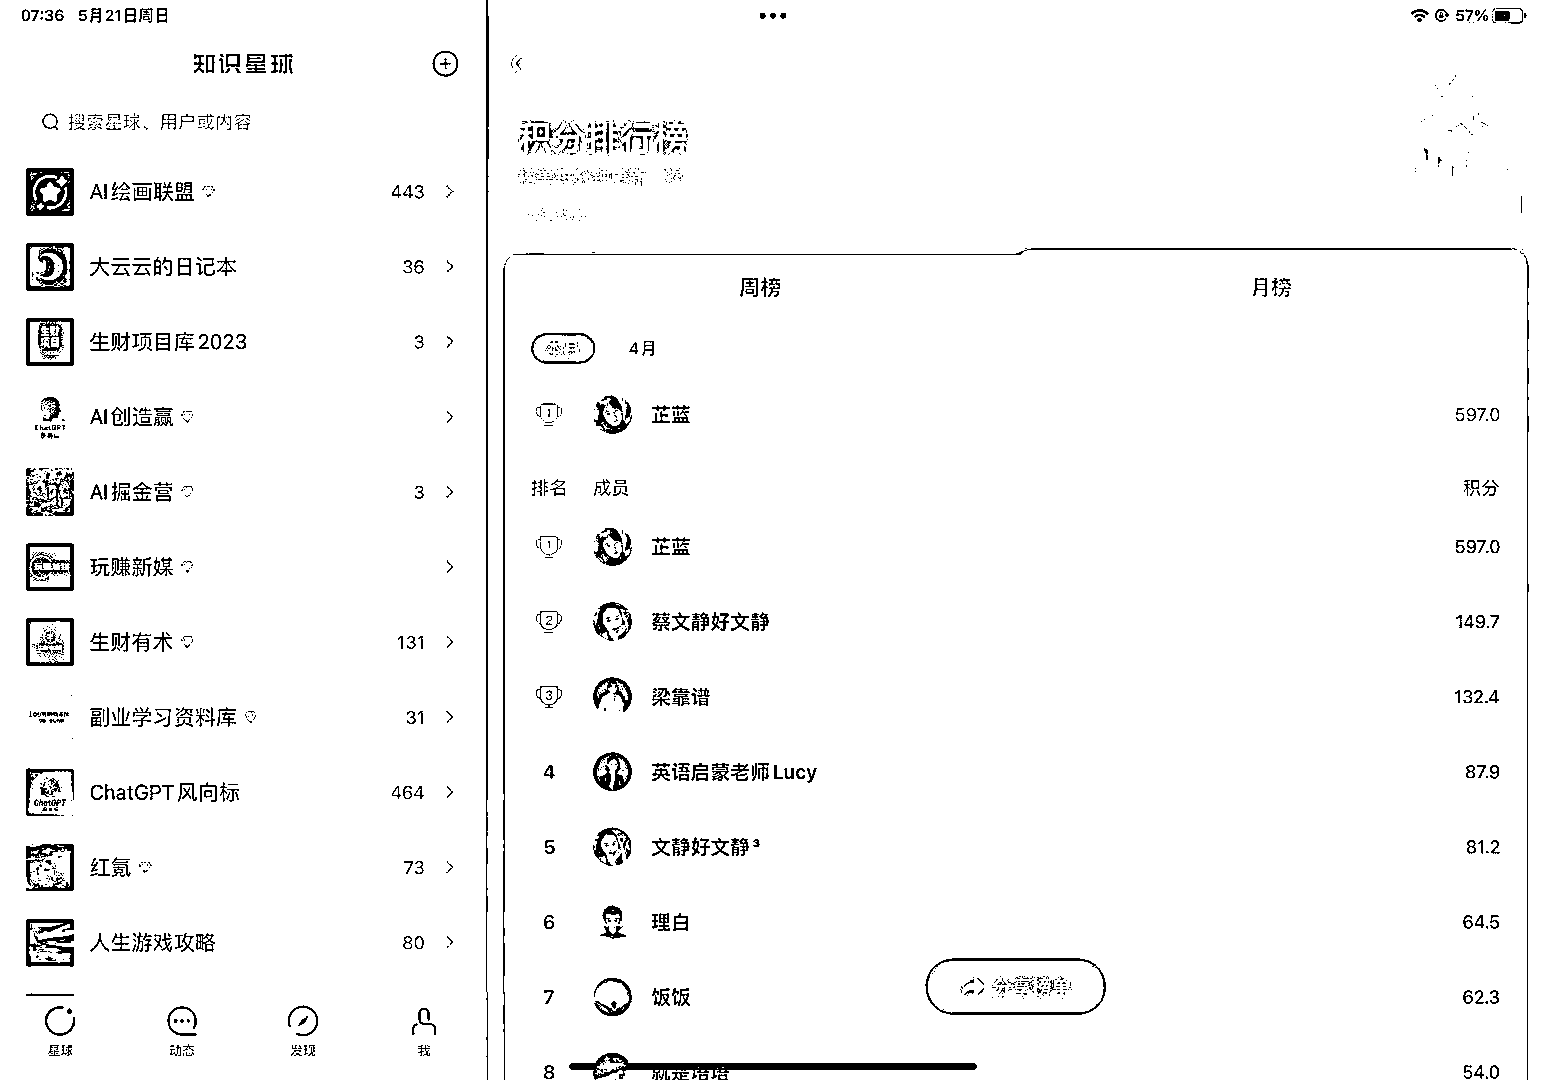 07:36 5月21日周日
57%
知识星球
搜索星球、用户或内容
AI绘画联盟 443
大云云的日记本 36
生财项目库2023 3
AI创造赢
AI掘金营 3
玩赚新媒
生财有术 131
副业学习资料库 31
ChatGPT风向标 464
红氪 73
人生游戏攻略 80
星球
动态
发现
我
积分排行榜
周榜
月榜
4月
1 芷蓝 597.0
排名 成员 积分
1 芷蓝 597.0
2 蔡文静好文静 149.7
3 梁靠谱 132.4
4 英语启蒙老师Lucy 87.9
5 文静好文静³ 81.2
6 理白 64.5
7 饭饭 62.3
分享榜单
8 54.0